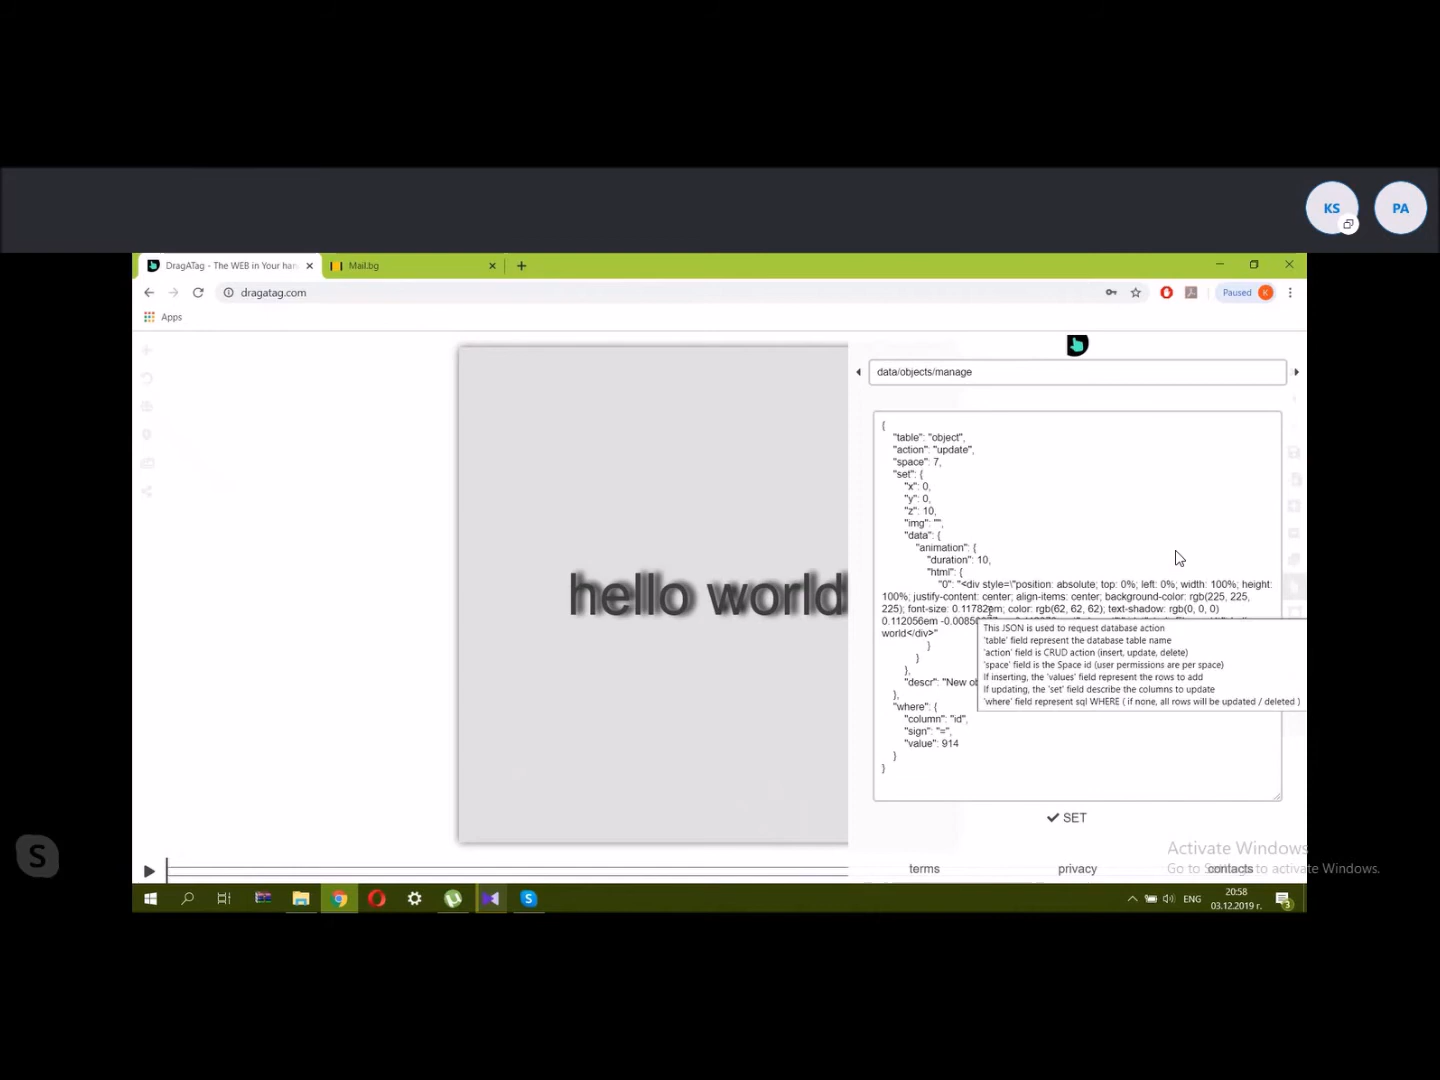 KS
PA
DragATag - The WEB in Your han
Mail.bg
dragatag.com
Paused
K
Apps
data/objects/manage
{
"table": "object",
"action": "update",
"space": 7,
"set": {
"x": 0,
"y": 0,
"z": 10,
"img": "",
"data": {
"animation": {
"duration": 10,
"html": {
"0": "<div style=\"position: absolute; top: 0%; left: 0%; width: 100%; height:
100%; justify-content: center; align-items: center; background-color: rgb(225, 225,
225); font-size: 0.11782em; color: rgb(62, 62, 62); text-shadow: rgb(0, 0, 0)
0.112056em
world</div>"
}
}
},
"descr": "New ob
},
"where": {
"column": "id",
"sign": "=",
"value": 914
}
}
This JSON is used to request database action
'table' field represent the database table name
'action' field is CRUD action (insert, update, delete)
'space' field is the Space id (user permissions are per space)
If inserting, the 'values' field represent the rows to add
If updating, the 'set' field describe the columns to update
'where' field represent sql WHERE ( if none, all rows will be updated / deleted )
hello world
SET
Activate Windows
Go to Settings to activate Windows.
terms
privacy
contacts
S
ENG
20:58
03.12.2019 г.
3